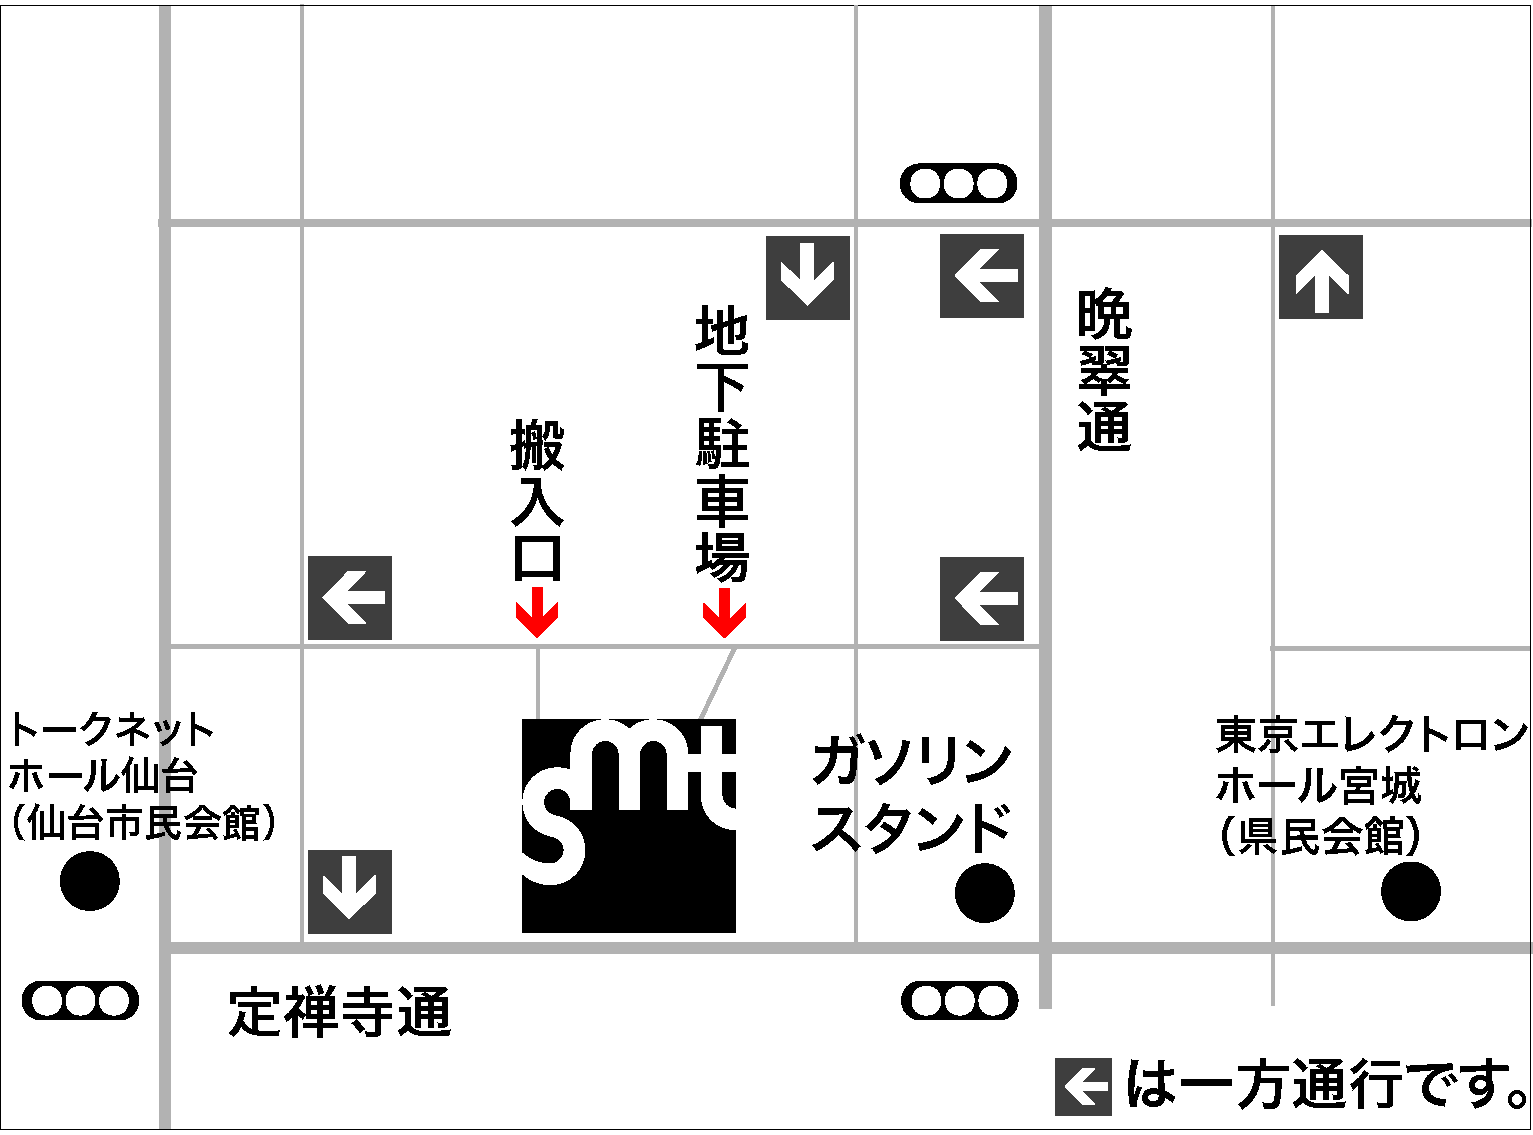 晩翠通
地下駐車場
搬入口
トークネット
ホール仙台
（仙台市民会館）
smt
ガソリン
スタンド
東京エレクトロン
ホール宮城
（県民会館）
定禅寺通
は一方通行です。